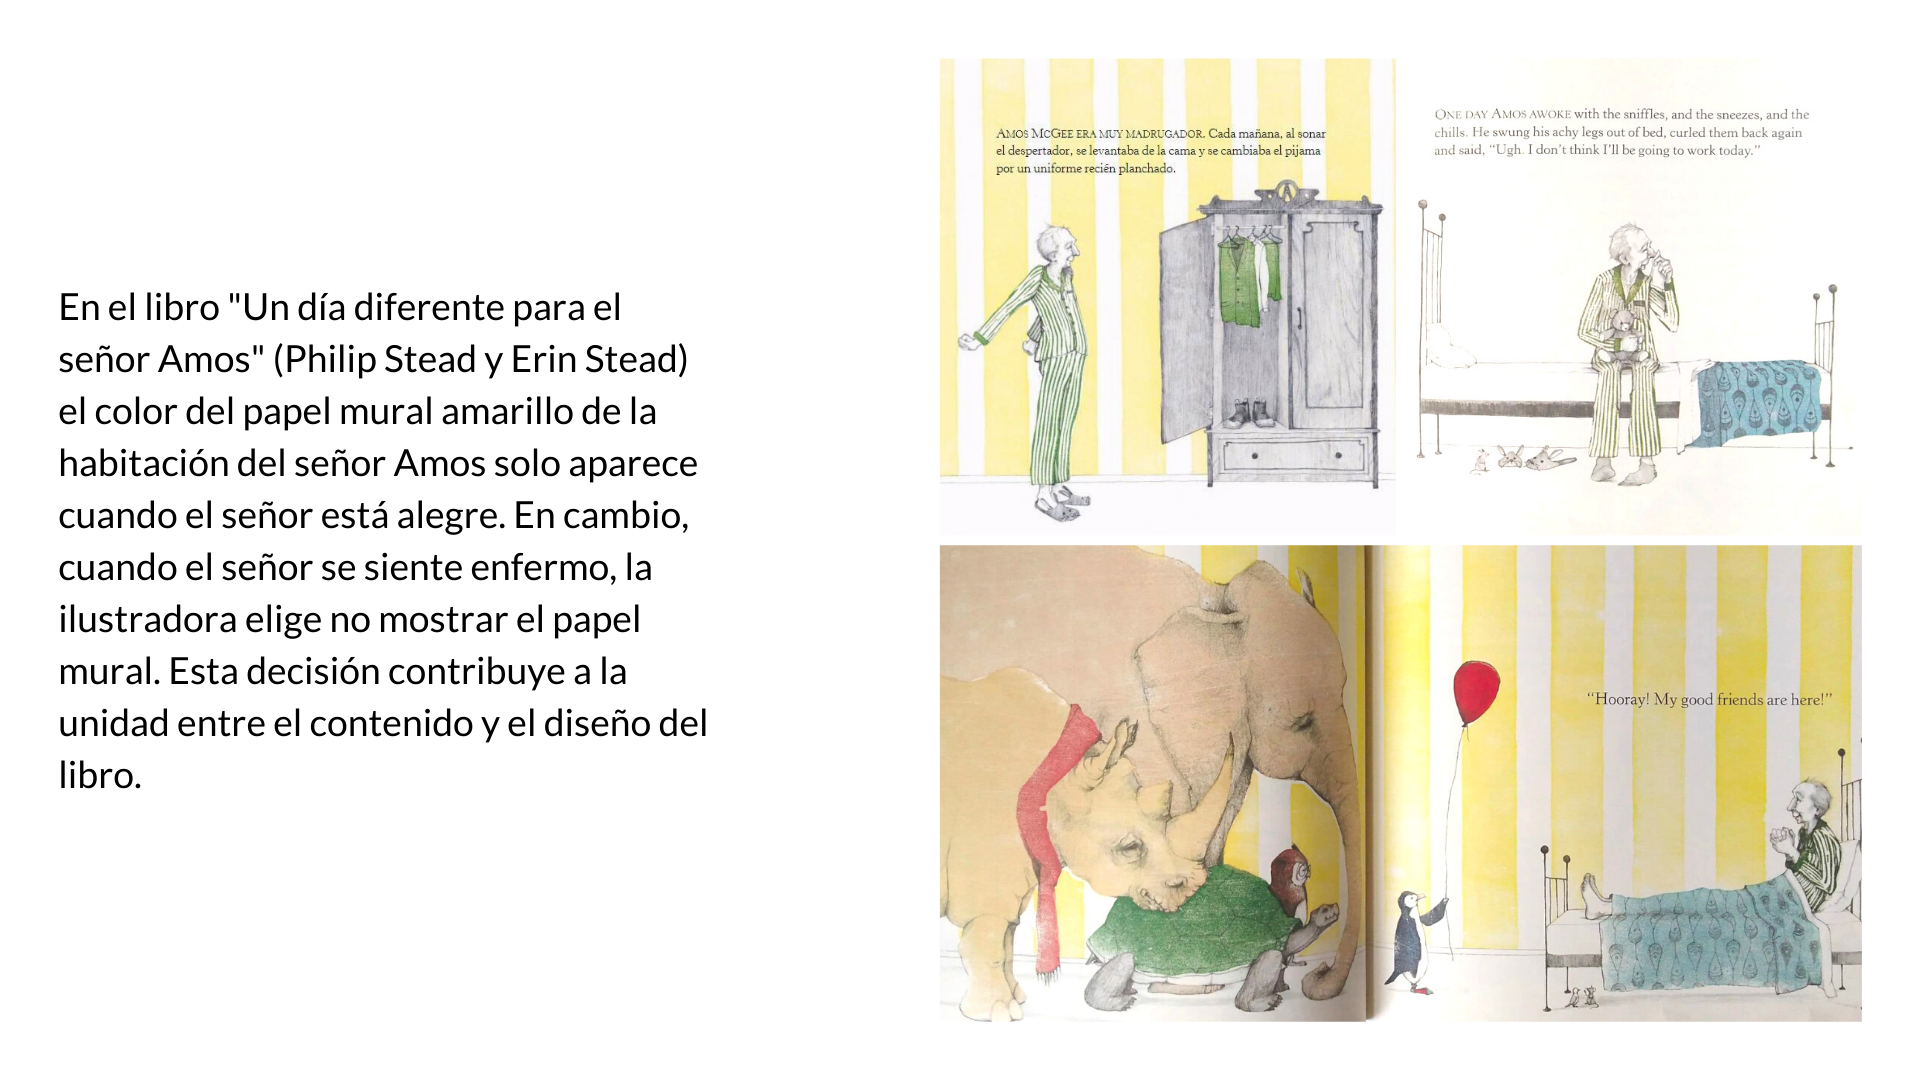 En el libro "Un día diferente para el
señor Amos" (Philip Stead y Erin Stead)
el color del papel mural amarillo de la
habitación del señor Amos solo aparece
cuando el señor está alegre. En cambio,
cuando el señor se siente enfermo, la
ilustradora elige no mostrar el papel
mural. Esta decisión contribuye a la
unidad entre el contenido y el diseño del
libro.
AMOS MCGEE ERA MUY MADRUGADOR. Cada mañana, al sonar
el despertador, se levantaba de la cama y se cambiaba el pijama
por un uniforme recién planchado.
A
ONE DAY AMOS AWOKE with the sniffles, and the sneezes, and the
chills. He swung his achy legs out of bed, curled them back again
and said, “Ugh. I don’t think I’ll be going to work today.”
“Hooray! My good friends are here!”